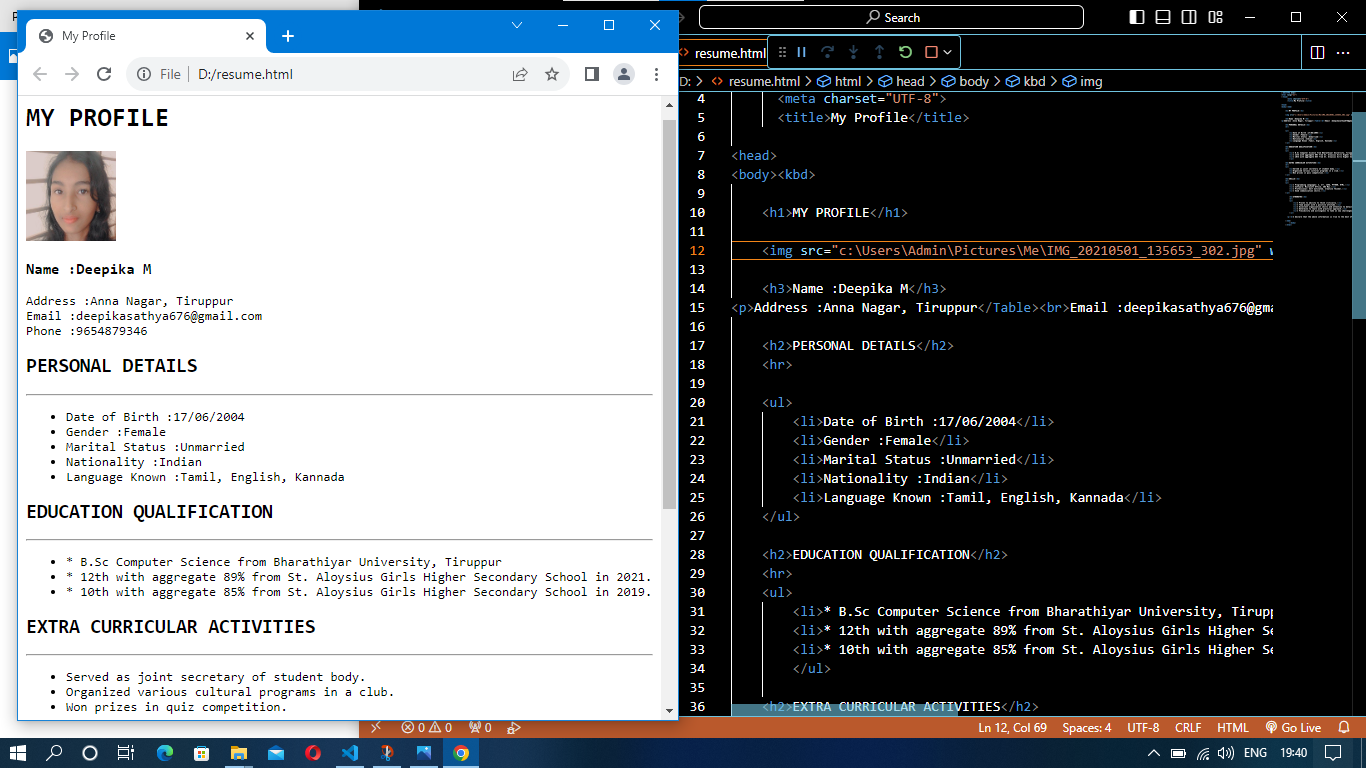 My Profile
File
D:/resume.html
MY PROFILE
Name :Deepika M
Address :Anna Nagar, Tiruppur
Email :deepikasathya676@gmail.com
Phone :9654879346
PERSONAL DETAILS
Date of Birth :17/06/2004
Gender :Female
Marital Status :Unmarried
Nationality :Indian
Language Known :Tamil, English, Kannada
EDUCATION QUALIFICATION
* B.Sc Computer Science from Bharathiyar University, Tiruppur
* 12th with aggregate 89% from St. Aloysius Girls Higher Secondary School in 2021.
* 10th with aggregate 85% from St. Aloysius Girls Higher Secondary School in 2019.
EXTRA CURRICULAR ACTIVITIES
Served as joint secretary of student body.
Organized various cultural programs in a club.
Won prizes in quiz competition.
Search
resume.html
D: > resume.html > html > head > body > kbd > img
4 <meta charset="UTF-8">
5 <title>My Profile</title>
6
7 <head>
8 <body><kbd>
9
10 <h1>MY PROFILE</h1>
11
12 <img src="c:\Users\Admin\Pictures\Me\IMG_20210501_135653_302.jpg" w
13
14 <h3>Name :Deepika M</h3>
15 <p>Address :Anna Nagar, Tiruppur</Table><br>Email :deepikasathya676@gma
16
17 <h2>PERSONAL DETAILS</h2>
18 <hr>
19
20 <ul>
21 <li>Date of Birth :17/06/2004</li>
22 <li>Gender :Female</li>
23 <li>Marital Status :Unmarried</li>
24 <li>Nationality :Indian</li>
25 <li>Language Known :Tamil, English, Kannada</li>
26 </ul>
27
28 <h2>EDUCATION QUALIFICATION</h2>
29 <hr>
30 <ul>
31 <li>* B.Sc Computer Science from Bharathiyar University, Tirupp
32 <li>* 12th with aggregate 89% from St. Aloysius Girls Higher Se
33 <li>* 10th with aggregate 85% from St. Aloysius Girls Higher Se
34 </ul>
35
36 <h2>EXTRA CURRICULAR ACTIVITIES</h2>
0 0 0 Ln 12, Col 69 Spaces: 4 UTF-8 CRLF HTML Go Live
ENG 19:40